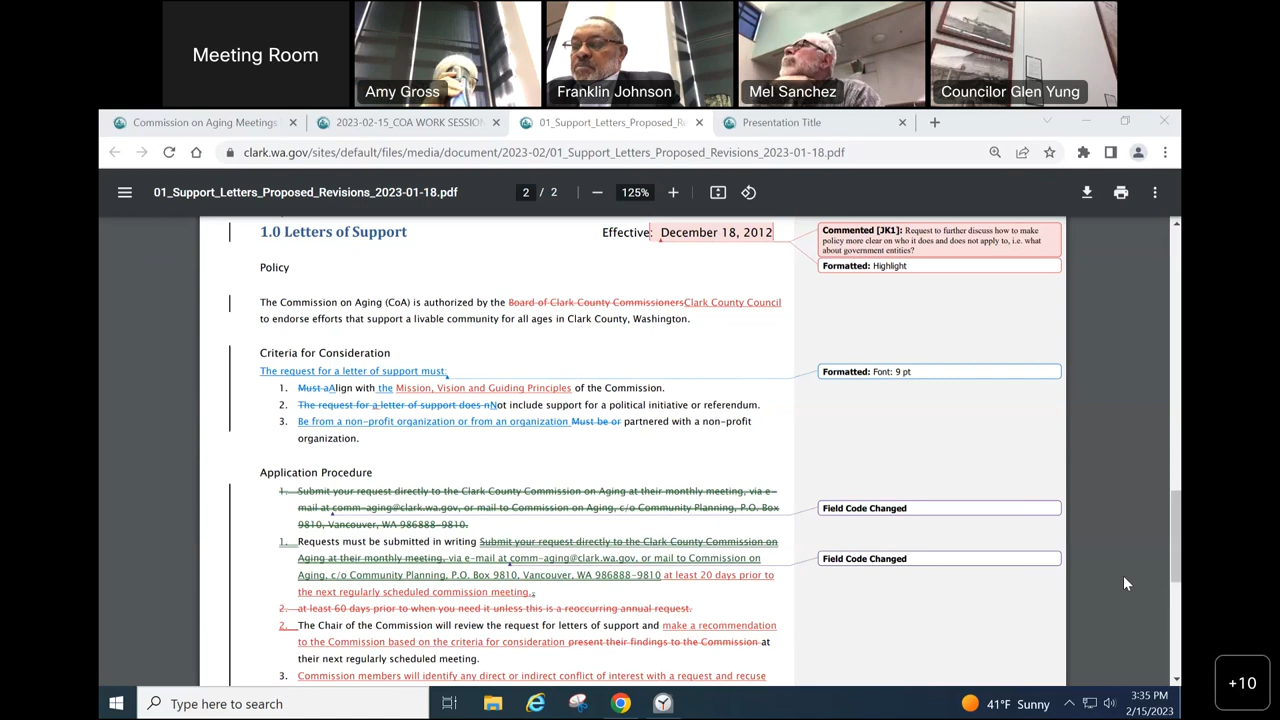 Meeting Room
Amy Gross
Franklin Johnson
Mel Sanchez
Councilor Glen Yung
Commission on Aging Meetings
2023-02-15_COA WORK SESSION
01_Support_Letters_Proposed_Re
Presentation Title
clark.wa.gov/sites/default/files/media/document/2023-02/01_Support_Letters_Proposed_Revisions_2023-01-18.pdf
01_Support_Letters_Proposed_Revisions_2023-01-18.pdf
2 / 2
125%
1.0 Letters of Support
Effective: December 18, 2012
Commented [JK1]: Request to further discuss how to make
policy more clear on who it does and does not apply to, i.e. what
about government entities?
Formatted: Highlight
Policy
The Commission on Aging (CoA) is authorized by the Board of Clark County CommissionersClark County Council
to endorse efforts that support a livable community for all ages in Clark County, Washington.
Criteria for Consideration
The request for a letter of support must:
Formatted: Font: 9 pt
1. Must aAlign with the Mission, Vision and Guiding Principles of the Commission.
2. The request for a letter of support does nNot include support for a political initiative or referendum.
3. Be from a non-profit organization or from an organization Must be or partnered with a non-profit
organization.
Application Procedure
1. Submit your request directly to the Clark County Commission on Aging at their monthly meeting, via e-
mail at comm-aging@clark.wa.gov, or mail to Commission on Aging, c/o Community Planning, P.O. Box
9810, Vancouver, WA 986888-9810.
Field Code Changed
1. Requests must be submitted in writing Submit your request directly to the Clark County Commission on
Aging at their monthly meeting, via e-mail at comm-aging@clark.wa.gov, or mail to Commission on
Field Code Changed
Aging, c/o Community Planning, P.O. Box 9810, Vancouver, WA 986888-9810 at least 20 days prior to
the next regularly scheduled commission meeting.,
2. at least 60 days prior to when you need it unless this is a reoccurring annual request.
2. The Chair of the Commission will review the request for letters of support and make a recommendation
to the Commission based on the criteria for consideration present their findings to the Commission at
their next regularly scheduled meeting.
3. Commission members will identify any direct or indirect conflict of interest with a request and recuse
Type here to search
41°F Sunny
3:35 PM
2/15/2023
+10